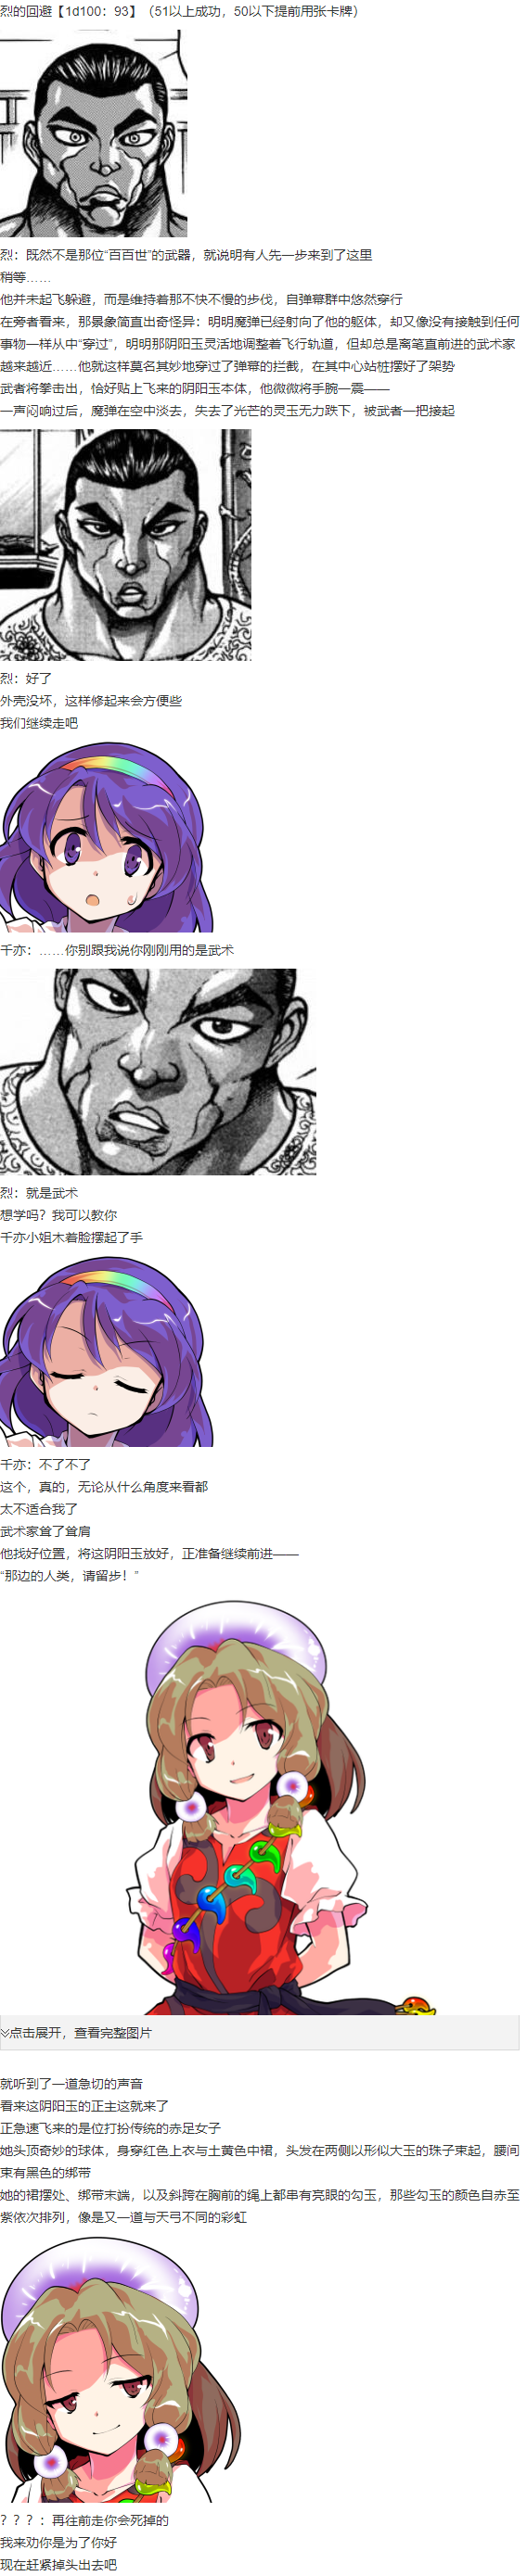 烈的回避【1d100：93】（51以上成功，50以下提前用张卡牌）
烈：既然不是那位“百百世”的武器，就说明有人先一步来到了这里
稍等……
他并未起飞躲避，而是维持着那不快不慢的步伐，自弹幕群中悠然穿行
在旁者看来，那景象简直出奇怪异：明明魔弹已经射向了他的躯体，却又像没有接触到任何
事物一样从中“穿过”，明明那阴阳玉灵活地调整着飞行轨道，但却总是离笔直前进的武术家
越来越近……他就这样莫名其妙地穿过了弹幕的拦截，在其中心站桩摆好了架势
武者将拳击出，恰好贴上飞来的阴阳玉本体，他微微将手腕一震——
一声闷响过后，魔弹在空中淡去，失去了光芒的灵玉无力跌下，被武者一把接起
烈：好了
外壳没坏，这样修起来会方便些
我们继续走吧
千亦：……你别跟我说你刚刚用的是武术
烈：就是武术
想学吗？我可以教你
千亦小姐木着脸摆起了手
千亦：不了不了
这个，真的，无论从什么角度来看都
太不适合我了
武术家耸了耸肩
他找好位置，将这阴阳玉放好，正准备继续前进——
“那边的人类，请留步！”
点击展开，查看完整图片
就听到了一道急切的声音
看来这阴阳玉的正主这就来了
正急速飞来的是位打扮传统的赤足女子
她头顶奇妙的球体，身穿红色上衣与土黄色中裙，头发在两侧以形似大玉的珠子束起，腰间
束有黑色的绑带
她的裙摆处、绑带末端，以及斜跨在胸前的绳上都串有亮眼的勾玉，那些勾玉的颜色自赤至
紫依次排列，像是又一道与天弓不同的彩虹
？？？：再往前走你会死掉的
我来劝你是为了你好
现在赶紧掉头出去吧